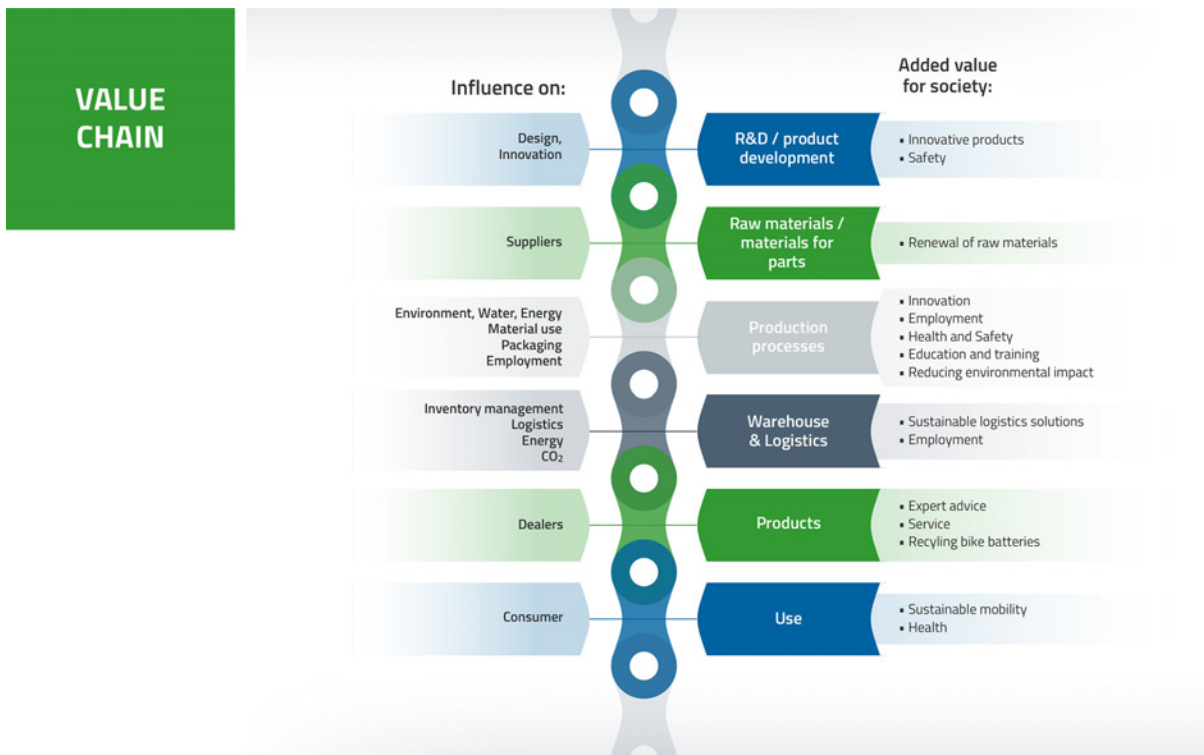 VALUE
CHAIN
Influence on:
Added value
for society:
Design,
Innovation
R&D / product
development
▪ Innovative products
▪ Safety
Suppliers
Raw materials /
materials for
parts
▪ Renewal of raw materials
Environment, Water, Energy
Material use
Packaging
Employment
Production
processes
▪ Innovation
▪ Employment
▪ Health and Safety
▪ Education and training
▪ Reducing environmental impact
Inventory management
Logistics
Energy
CO₂
Warehouse
& Logistics
▪ Sustainable logistics solutions
▪ Employment
Dealers
Products
▪ Expert advice
▪ Service
▪ Recyling bike batteries
Consumer
Use
▪ Sustainable mobility
▪ Health